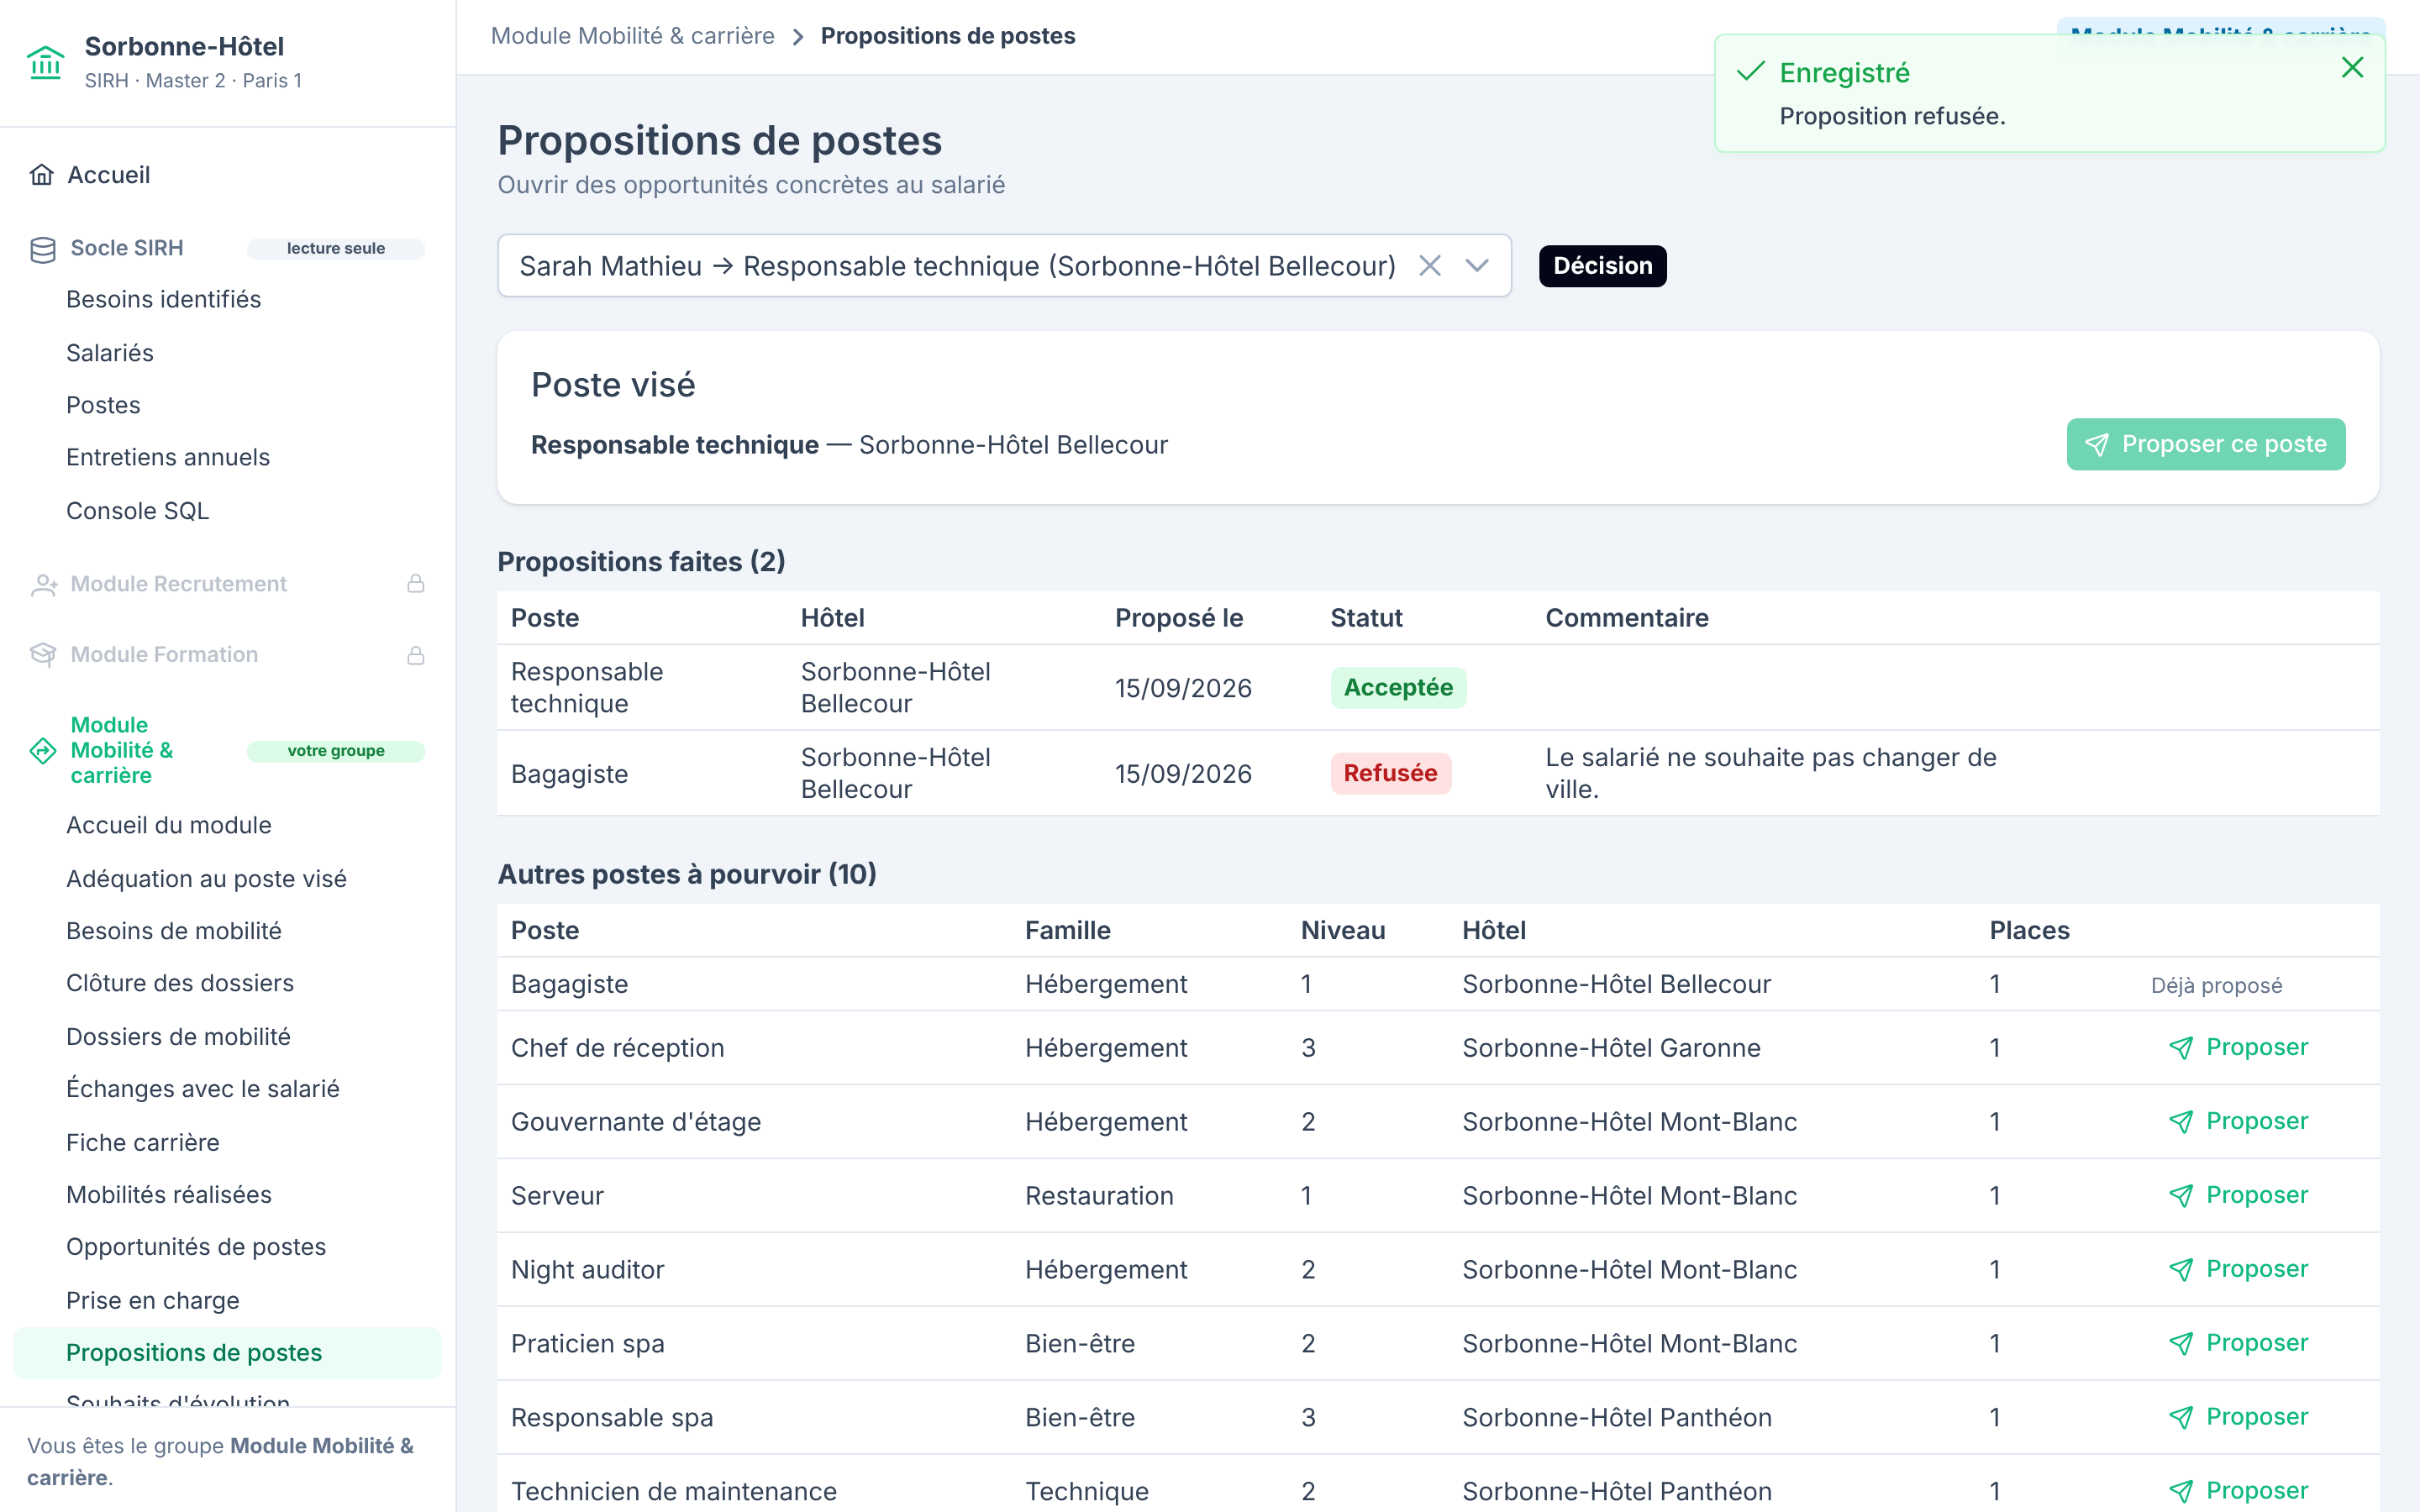 Sorbonne-Hôtel
SIRH · Master 2 · Paris 1
Accueil
Socle SIRH
lecture seule
Besoins identifiés
Salariés
Postes
Entretiens annuels
Console SQL
Module Recrutement
Module Formation
Module
Mobilité &
carrière
votre groupe
Accueil du module
Adéquation au poste visé
Besoins de mobilité
Clôture des dossiers
Dossiers de mobilité
Échanges avec le salarié
Fiche carrière
Mobilités réalisées
Opportunités de postes
Prise en charge
Propositions de postes
Souhaits d'évolution
Vous êtes le groupe Module Mobilité &
carrière.
Module Mobilité & carrière > Propositions de postes
Module Mobilité & carrière
Enregistré
Proposition refusée.
Propositions de postes
Ouvrir des opportunités concrètes au salarié
Sarah Mathieu → Responsable technique (Sorbonne-Hôtel Bellecour)
Décision
Poste visé
Responsable technique — Sorbonne-Hôtel Bellecour
Proposer ce poste
Propositions faites (2)
Poste Hôtel Proposé le Statut Commentaire
Responsable technique Sorbonne-Hôtel Bellecour 15/09/2026 Acceptée
Bagagiste Sorbonne-Hôtel Bellecour 15/09/2026 Refusée Le salarié ne souhaite pas changer de ville.
Autres postes à pourvoir (10)
Poste Famille Niveau Hôtel Places
Bagagiste Hébergement 1 Sorbonne-Hôtel Bellecour 1 Déjà proposé
Chef de réception Hébergement 3 Sorbonne-Hôtel Garonne 1 Proposer
Gouvernante d'étage Hébergement 2 Sorbonne-Hôtel Mont-Blanc 1 Proposer
Serveur Restauration 1 Sorbonne-Hôtel Mont-Blanc 1 Proposer
Night auditor Hébergement 2 Sorbonne-Hôtel Mont-Blanc 1 Proposer
Praticien spa Bien-être 2 Sorbonne-Hôtel Mont-Blanc 1 Proposer
Responsable spa Bien-être 3 Sorbonne-Hôtel Panthéon 1 Proposer
Technicien de maintenance Technique 2 Sorbonne-Hôtel Panthéon 1 Proposer